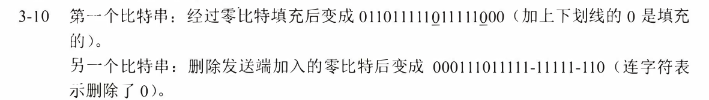 3-10 第一个比特串：经过零比特填充后变成 011011111011111000（加上下划线的 0 是填充
的）。
另一个比特串：删除发送端加入的零比特后变成 000111011111-11111-110（连字符表
示删除了 0）。